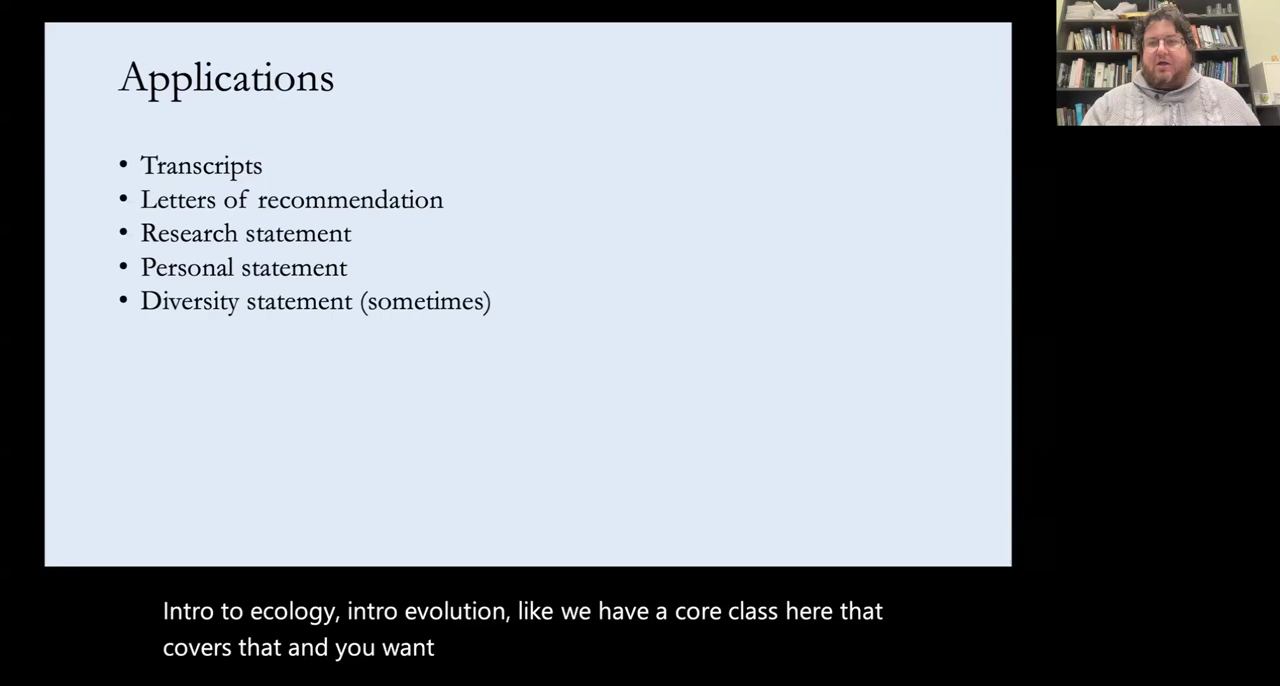 Applications
• Transcripts
• Letters of recommendation
• Research statement
• Personal statement
• Diversity statement (sometimes)
Intro to ecology, intro evolution, like we have a core class here that
covers that and you want